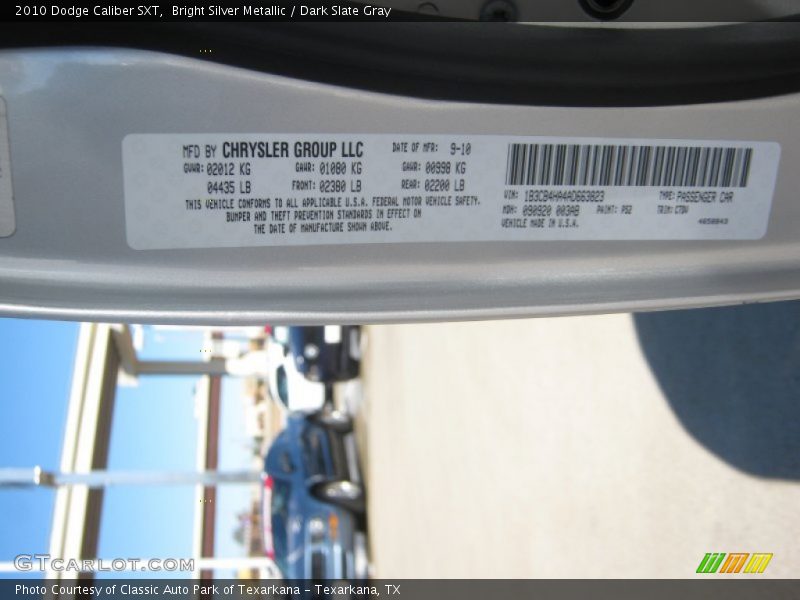 2010 Dodge Caliber SXT, Bright Silver Metallic / Dark Slate Gray
MFD BY CHRYSLER GROUP LLC DATE OF MFR: 9-10
GVWR: 02012 KG GAWR: 01080 KG GAWR: 00998 KG
04435 LB FRONT: 02380 LB REAR: 02200 LB
THIS VEHICLE CONFORMS TO ALL APPLICABLE U.S.A. FEDERAL MOTOR VEHICLE SAFETY,
BUMPER AND THEFT PREVENTION STANDARDS IN EFFECT ON
THE DATE OF MANUFACTURE SHOWN ABOVE.
VIN: 1B3CB4HA4AD663823 TYPE: PASSENGER CAR
MDH: 090920 003AB PAINT: PS2 TRIM:
VEHICLE MADE IN U.S.A.
GTCARLOT.COM
Photo Courtesy of Classic Auto Park of Texarkana - Texarkana, TX